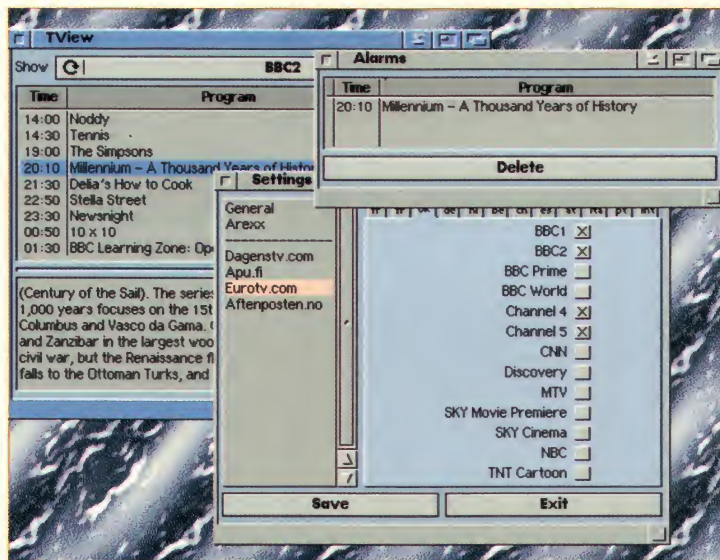 TView
Show BBC2
Time Program
14:00 Noddy
14:30 Tennis
19:00 The Simpsons
20:10 Millennium – A Thousand Years of Histor
21:30 Delia's How to Cook
22:50 Stella Street
23:30 Newsnight
00:50 10 x 10
01:30 BBC Learning Zone: Op
(Century of the Sail). The series
1,000 years focuses on the 15t
Columbus and Vasco da Gama.
and Zanzibar in the largest woo
civil war, but the Renaissance f
falls to the Ottoman Turks, and
Alarms
Time Program
20:10 Millennium – A Thousand Years of History
Delete
Settings
General
Arexx
Dagenstv.com
Apu.fi
Eurotv.com
Aftenposten.no
BBC1
BBC2
BBC Prime
BBC World
Channel 4
Channel 5
CNN
Discovery
MTV
SKY Movie Premiere
SKY Cinema
NBC
TNT Cartoon
Save Exit